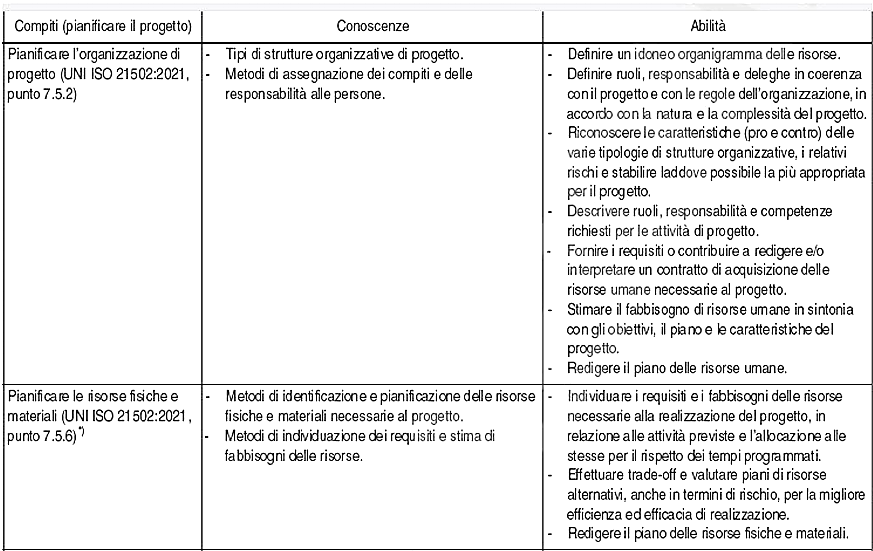 Compiti (pianificare il progetto)
Conoscenze
Abilità
Pianificare l'organizzazione di
progetto (UNI ISO 21502:2021,
punto 7.5.2)
- Tipi di strutture organizzative di progetto.
- Metodi di assegnazione dei compiti e delle
responsabilità alle persone.
- Definire un idoneo organigramma delle risorse.
- Definire ruoli, responsabilità e deleghe in coerenza
con il progetto e con le regole dell'organizzazione, in
accordo con la natura e la complessità del progetto.
- Riconoscere le caratteristiche (pro e contro) delle
varie tipologie di strutture organizzative, i relativi
rischi e stabilire laddove possibile la più appropriata
per il progetto.
- Descrivere ruoli, responsabilità e competenze
richiesti per le attività di progetto.
- Fornire i requisiti o contribuire a redigere e/o
interpretare un contratto di acquisizione delle
risorse umane necessarie al progetto.
- Stimare il fabbisogno di risorse umane in sintonia
con gli obiettivi, il piano e le caratteristiche del
progetto.
- Redigere il piano delle risorse umane.
Pianificare le risorse fisiche e
materiali (UNI ISO 21502:2021,
punto 7.5.6)*)
- Metodi di identificazione e pianificazione delle risorse
fisiche e materiali necessarie al progetto.
- Metodi di individuazione dei requisiti e stima di
fabbisogni delle risorse.
- Individuare i requisiti e i fabbisogni delle risorse
necessarie alla realizzazione del progetto, in
relazione alle attività previste e l'allocazione alle
stesse per il rispetto dei tempi programmati.
- Effettuare trade-off e valutare piani di risorse
alternativi, anche in termini di rischio, per la migliore
efficienza ed efficacia di realizzazione.
- Redigere il piano delle risorse fisiche e materiali.